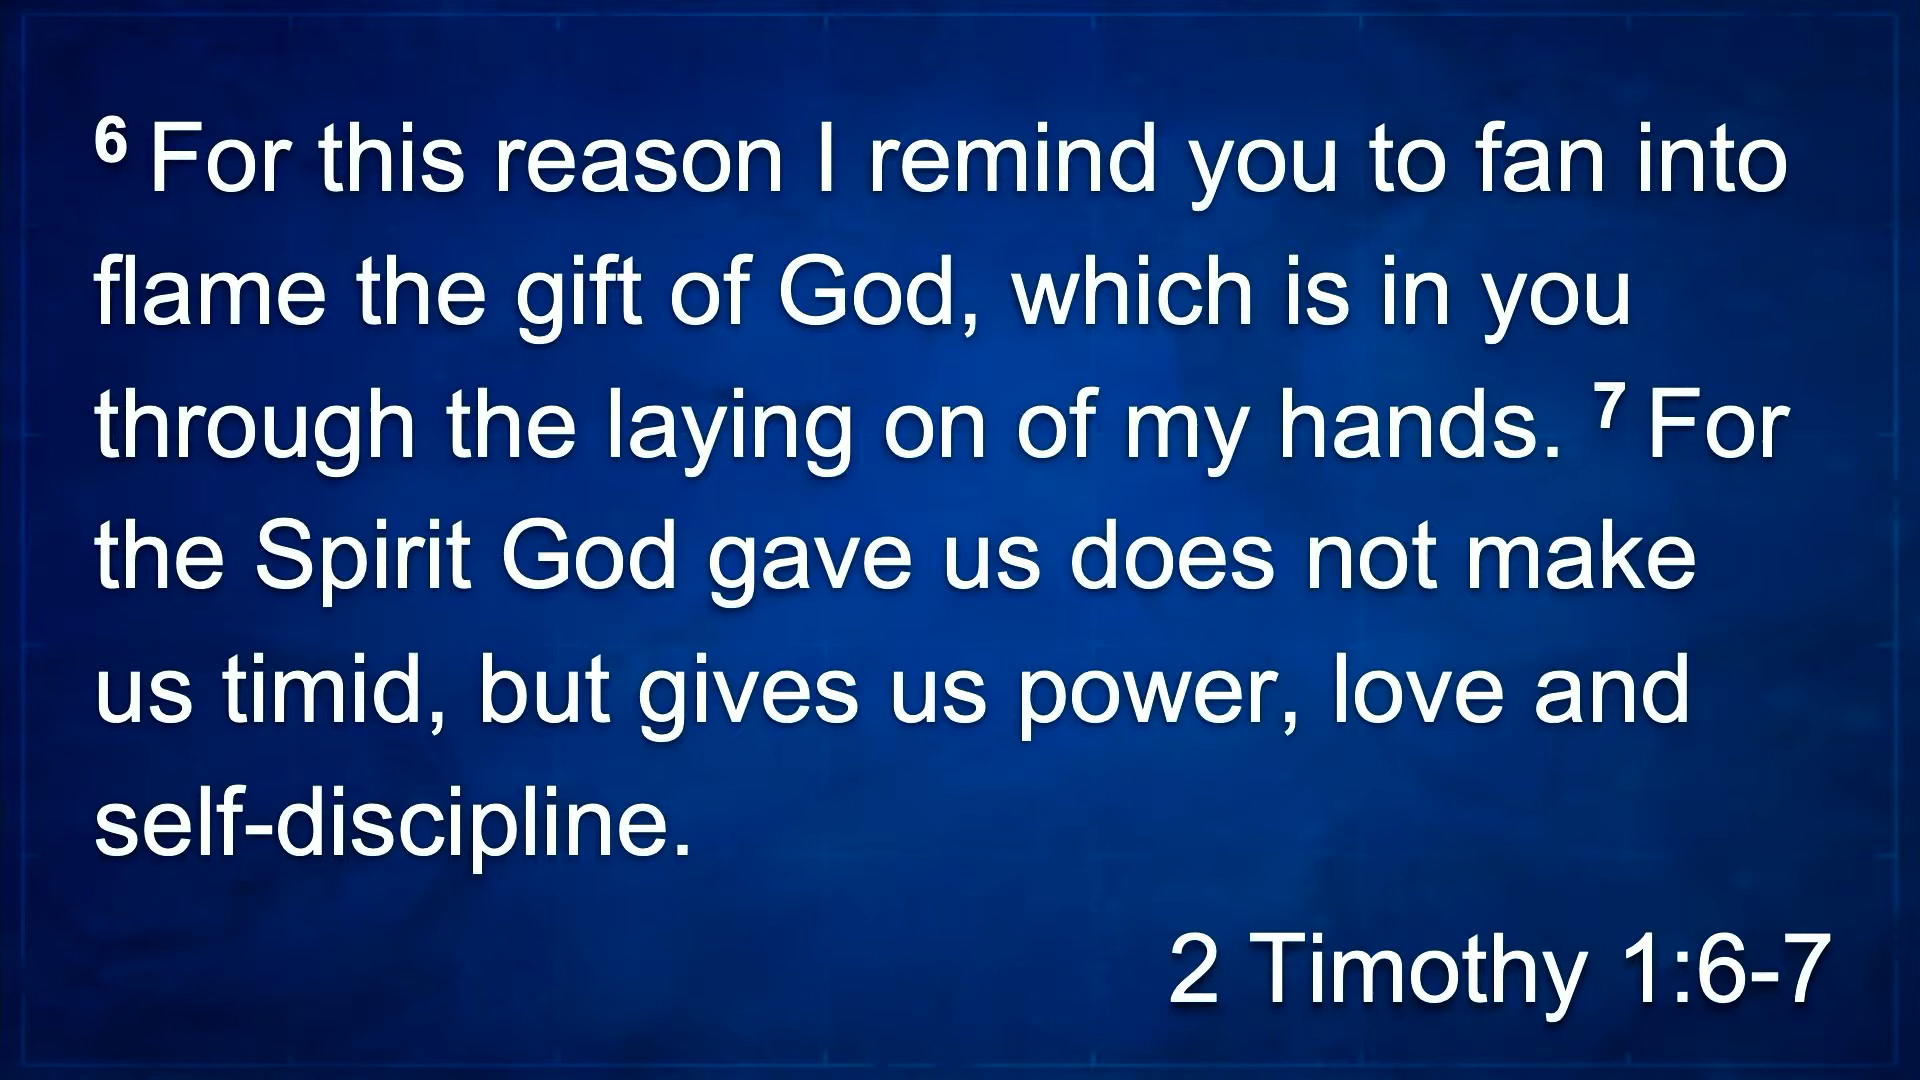 6 For this reason I remind you to fan into
flame the gift of God, which is in you
through the laying on of my hands. 7 For
the Spirit God gave us does not make
us timid, but gives us power, love and
self-discipline.
2 Timothy 1:6-7